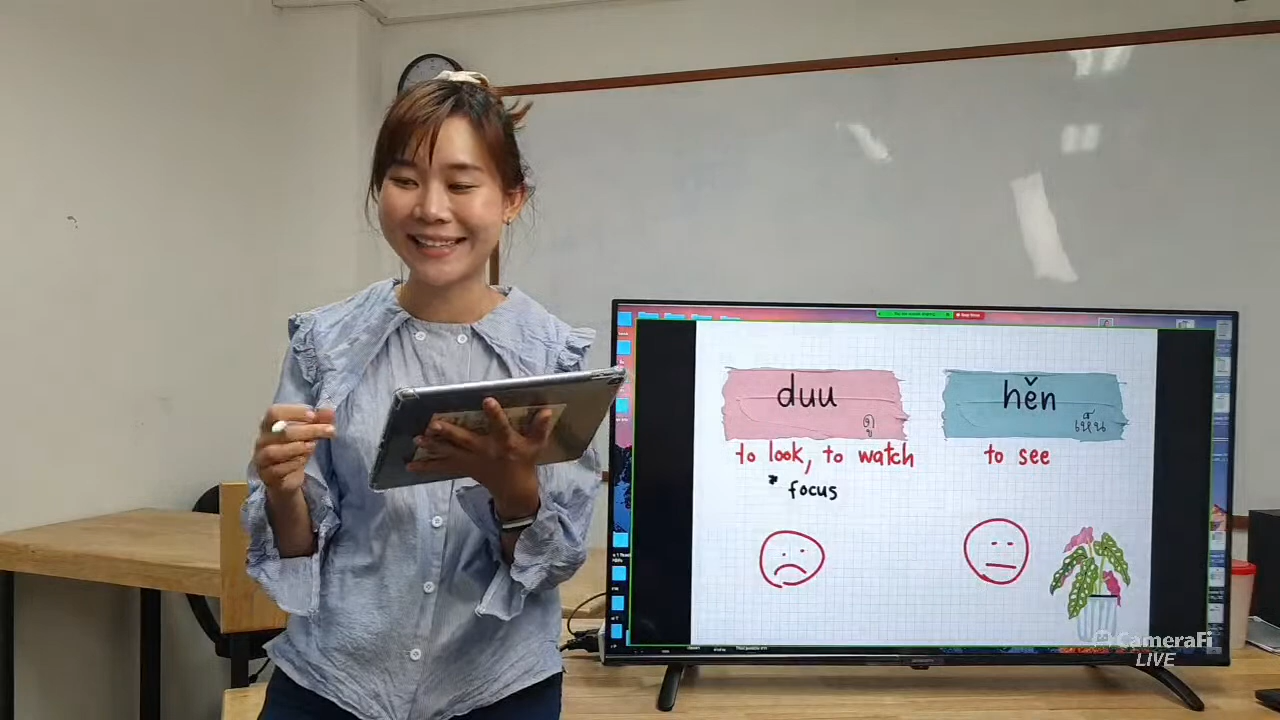 duu
ดู
hěn
เห็น
to look, to watch
to see
* focus
CameraFi
LIVE